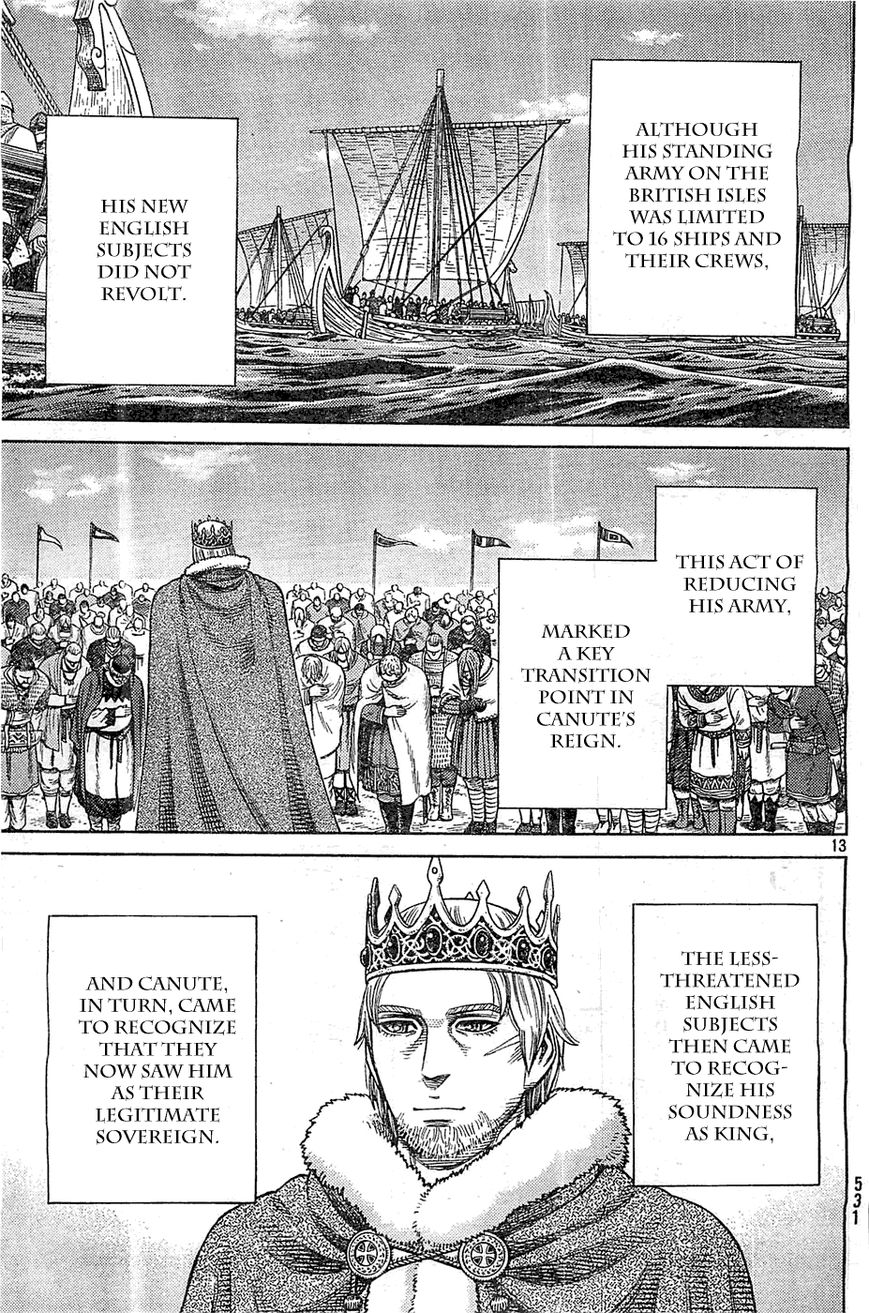 ALTHOUGH
HIS STANDING
ARMY ON THE
BRITISH ISLES
WAS LIMITED
TO 16 SHIPS AND
THEIR CREWS,
HIS NEW
ENGLISH
SUBJECTS
DID NOT
REVOLT.
THIS ACT OF
REDUCING
HIS ARMY,
MARKED
A KEY
TRANSITION
POINT IN
CANUTE'S
REIGN.
13
THE LESS-
THREATENED
ENGLISH
SUBJECTS
THEN CAME
TO RECOG-
NIZE HIS
SOUNDNESS
AS KING,
AND CANUTE,
IN TURN, CAME
TO RECOGNIZE
THAT THEY
NOW SAW HIM
AS THEIR
LEGITIMATE
SOVEREIGN.
531